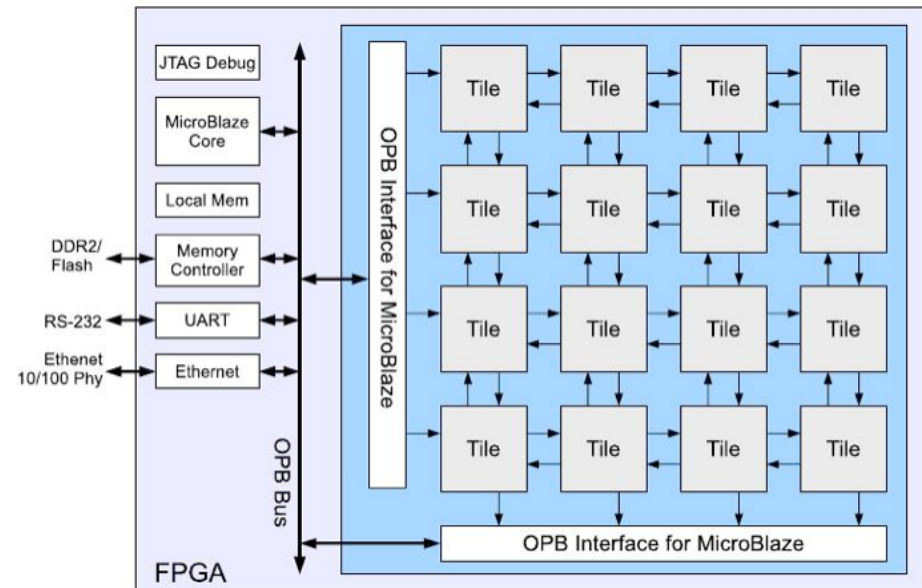 JTAG Debug
MicroBlaze
Core
Local Mem
DDR2/
Flash
Memory
Controller
RS-232
UART
Ethenet
10/100 Phy
Ethernet
OPB Bus
FPGA
OPB Interface for MicroBlaze
Tile Tile Tile Tile
Tile Tile Tile Tile
Tile Tile Tile Tile
Tile Tile Tile Tile
OPB Interface for MicroBlaze